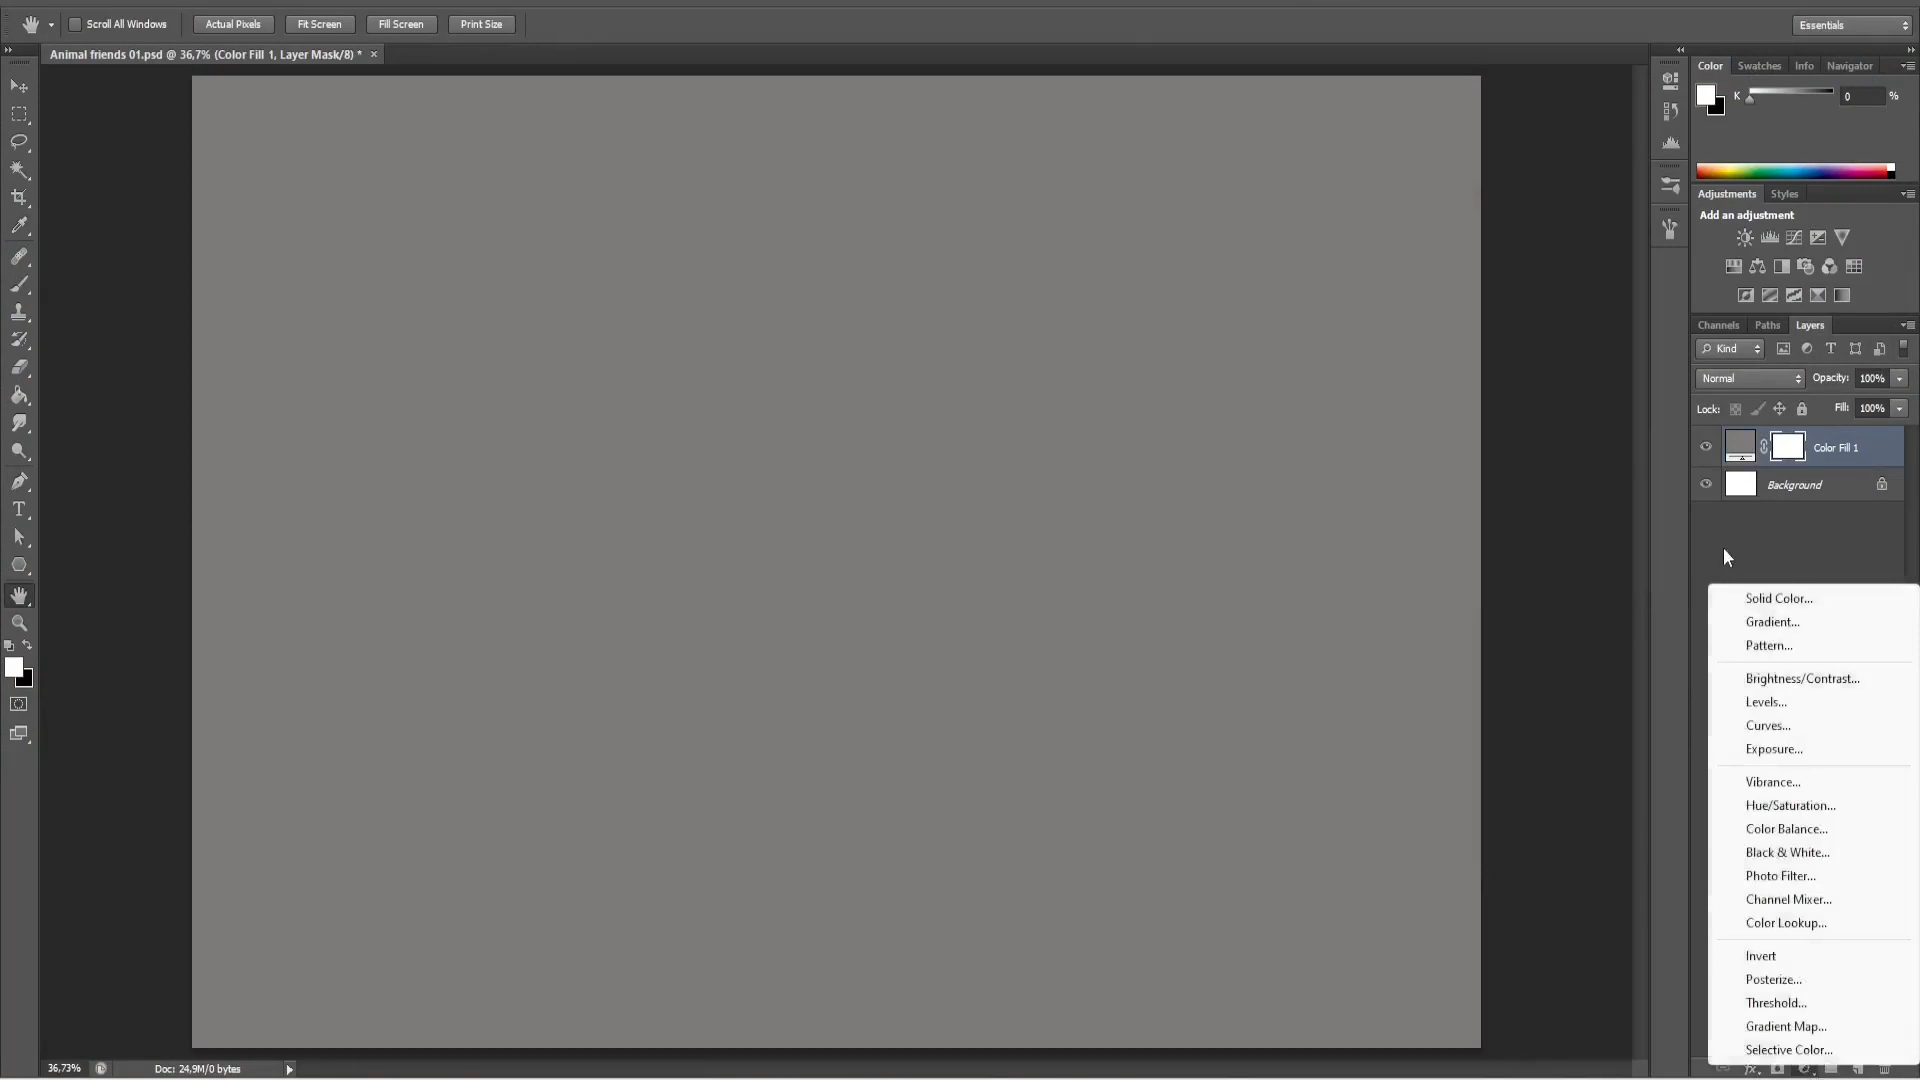 Scroll All Windows Actual Pixels Fit Screen Fill Screen Print Size Essentials
Animal friends 01.psd @ 36,7% (Color Fill 1, Layer Mask/8) *
Color Swatches Info Navigator
K 0 %
Adjustments Styles
Add an adjustment
Channels Paths Layers
Kind
Normal Opacity: 100%
Lock: Fill: 100%
Color Fill 1
Background
Solid Color...
Gradient...
Pattern...
Brightness/Contrast...
Levels...
Curves...
Exposure...
Vibrance...
Hue/Saturation...
Color Balance...
Black & White...
Photo Filter...
Channel Mixer...
Color Lookup...
Invert
Posterize...
Threshold...
Gradient Map...
Selective Color...
36,73% Doc: 24,9M/0 bytes